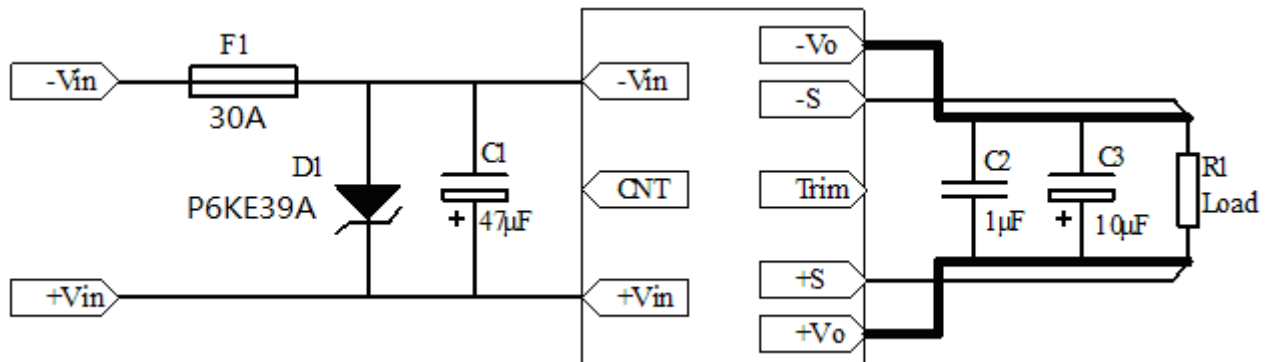 F1
-Vin
30A
D1
P6KE39A
C1
47μF
+Vin
-Vin
CNT
+Vin
-Vo
-S
Trim
+S
+Vo
C2
1μF
C3
10μF
R1
Load